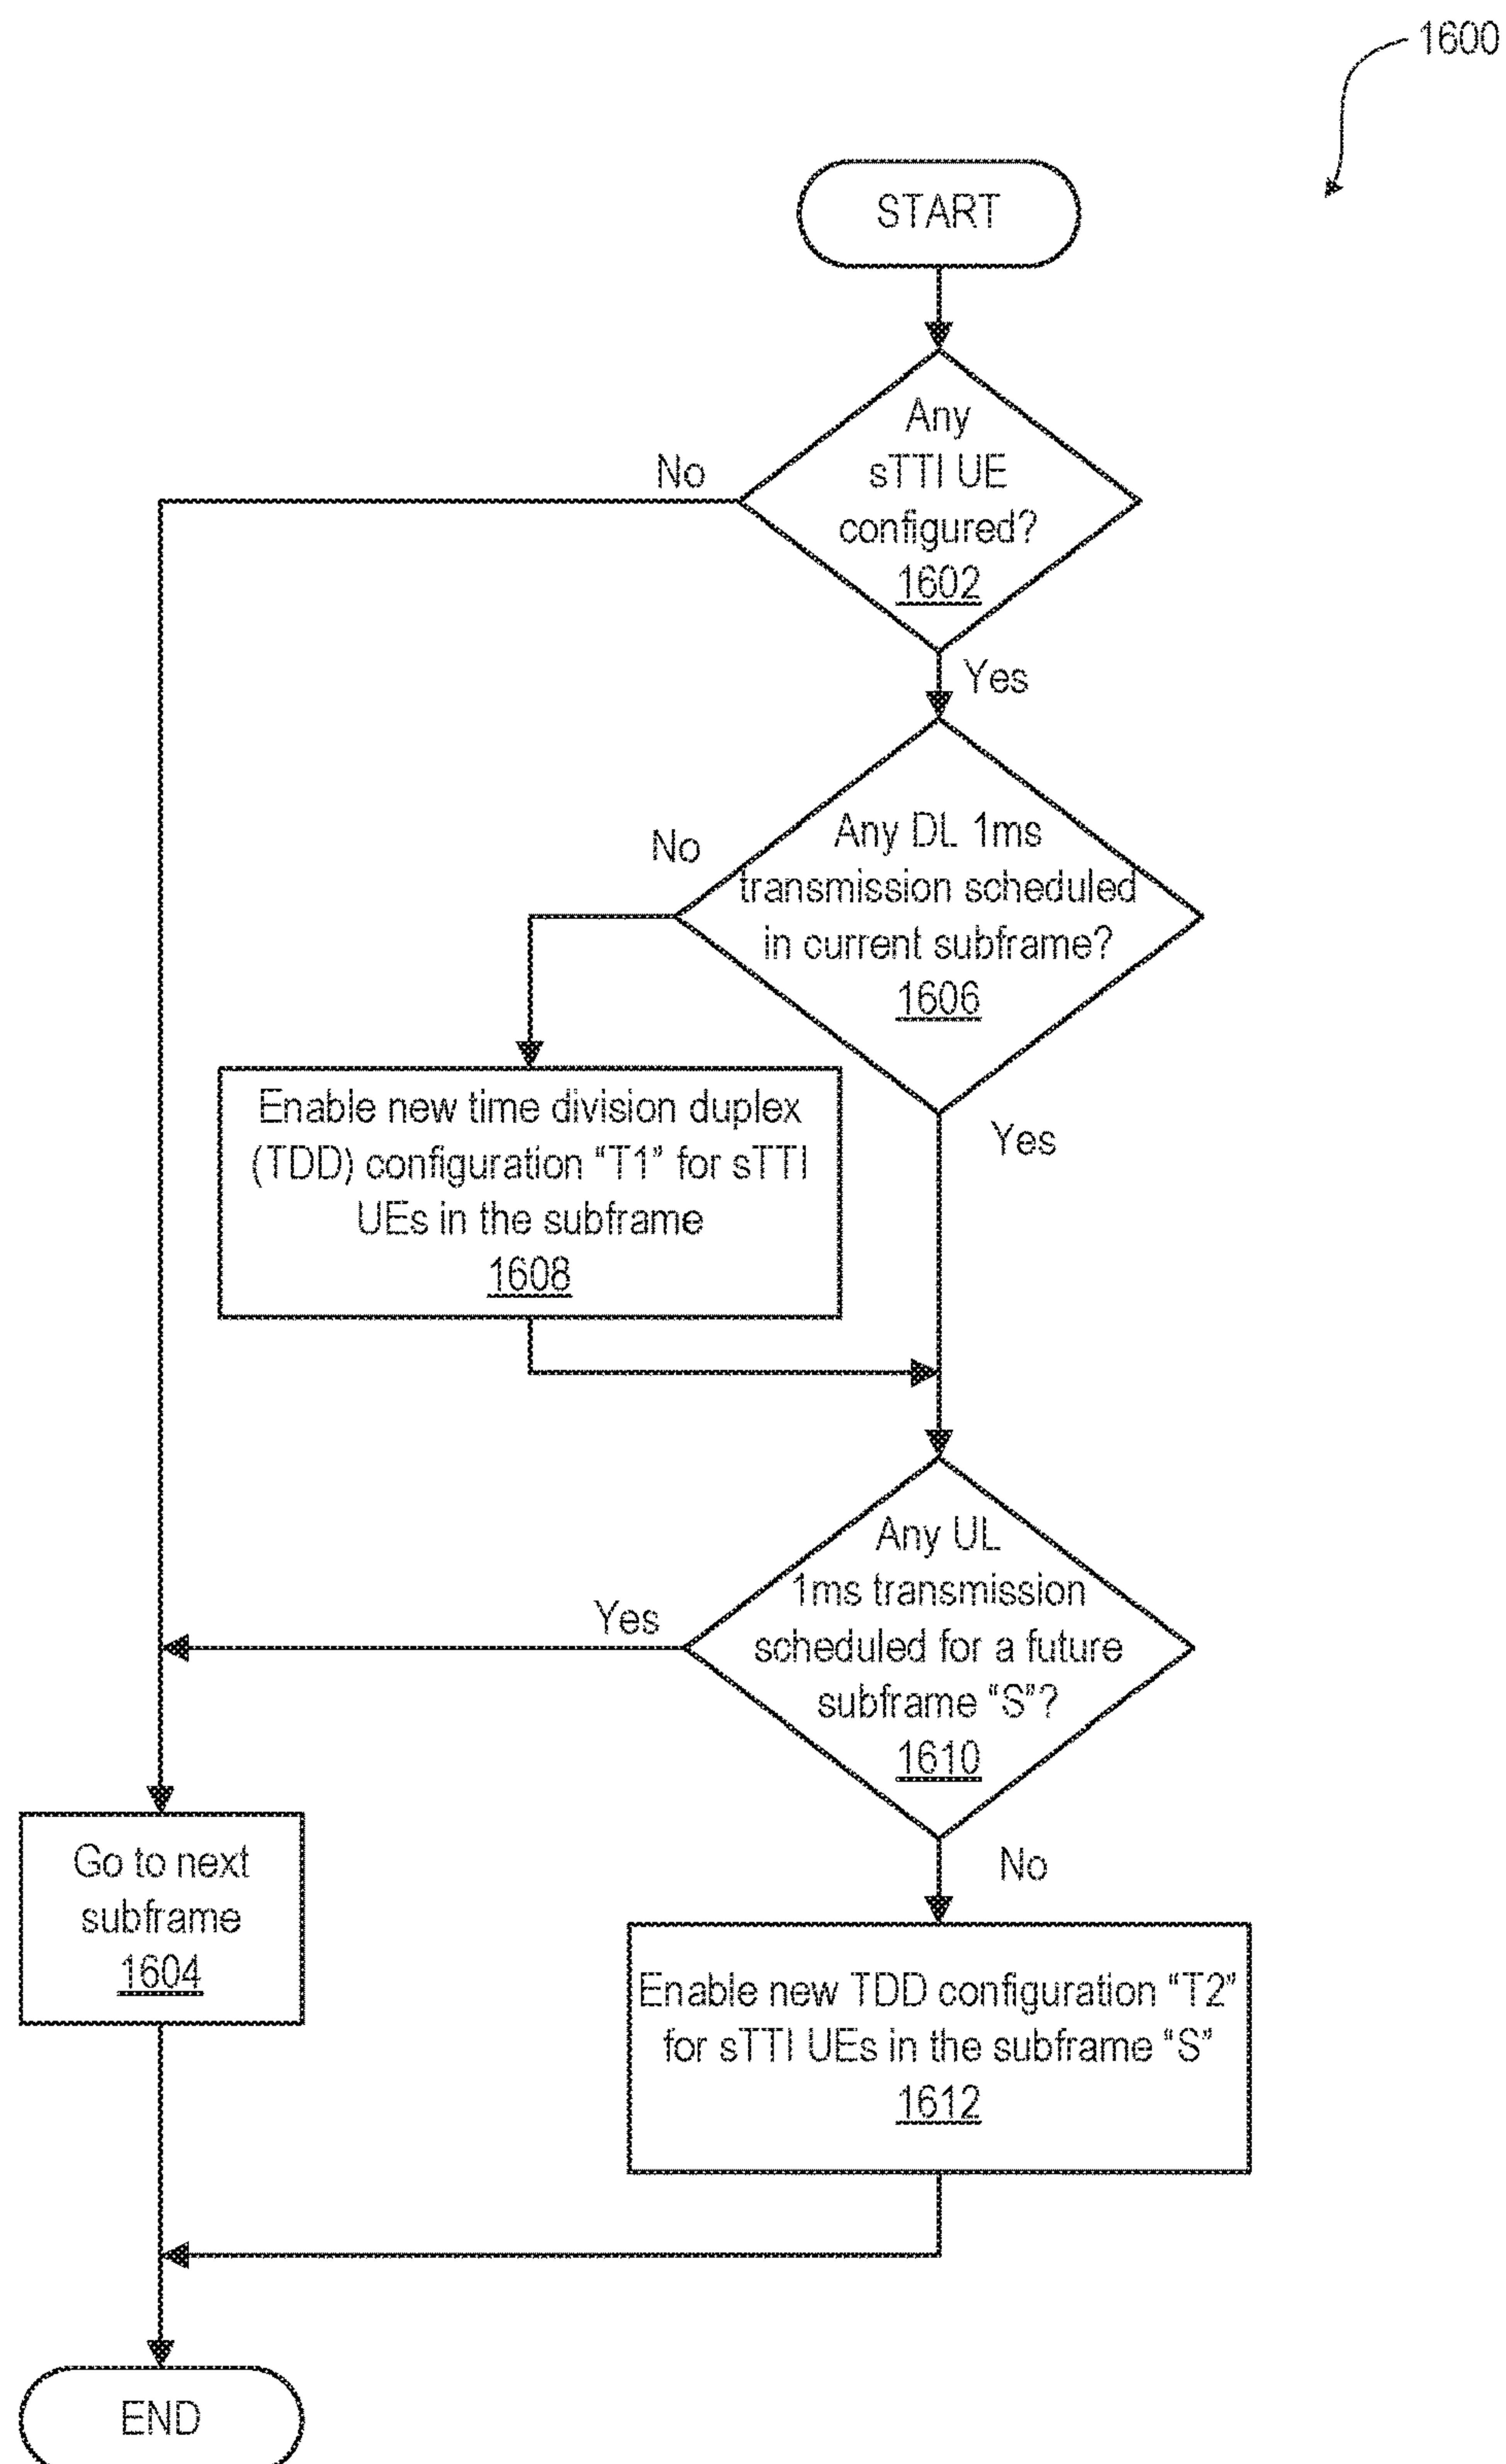 1600
START
Any
sTTI UE
configured?
1602
No
Yes
Any DL 1ms
transmission scheduled
in current subframe?
1606
No
Yes
Enable new time division duplex
(TDD) configuration “T1” for sTTI
UEs in the subframe
1608
Any UL
1ms transmission
scheduled for a future
subframe “S”?
1610
Yes
No
Go to next
subframe
1604
Enable new TDD configuration “T2”
for sTTI UEs in the subframe “S”
1612
END